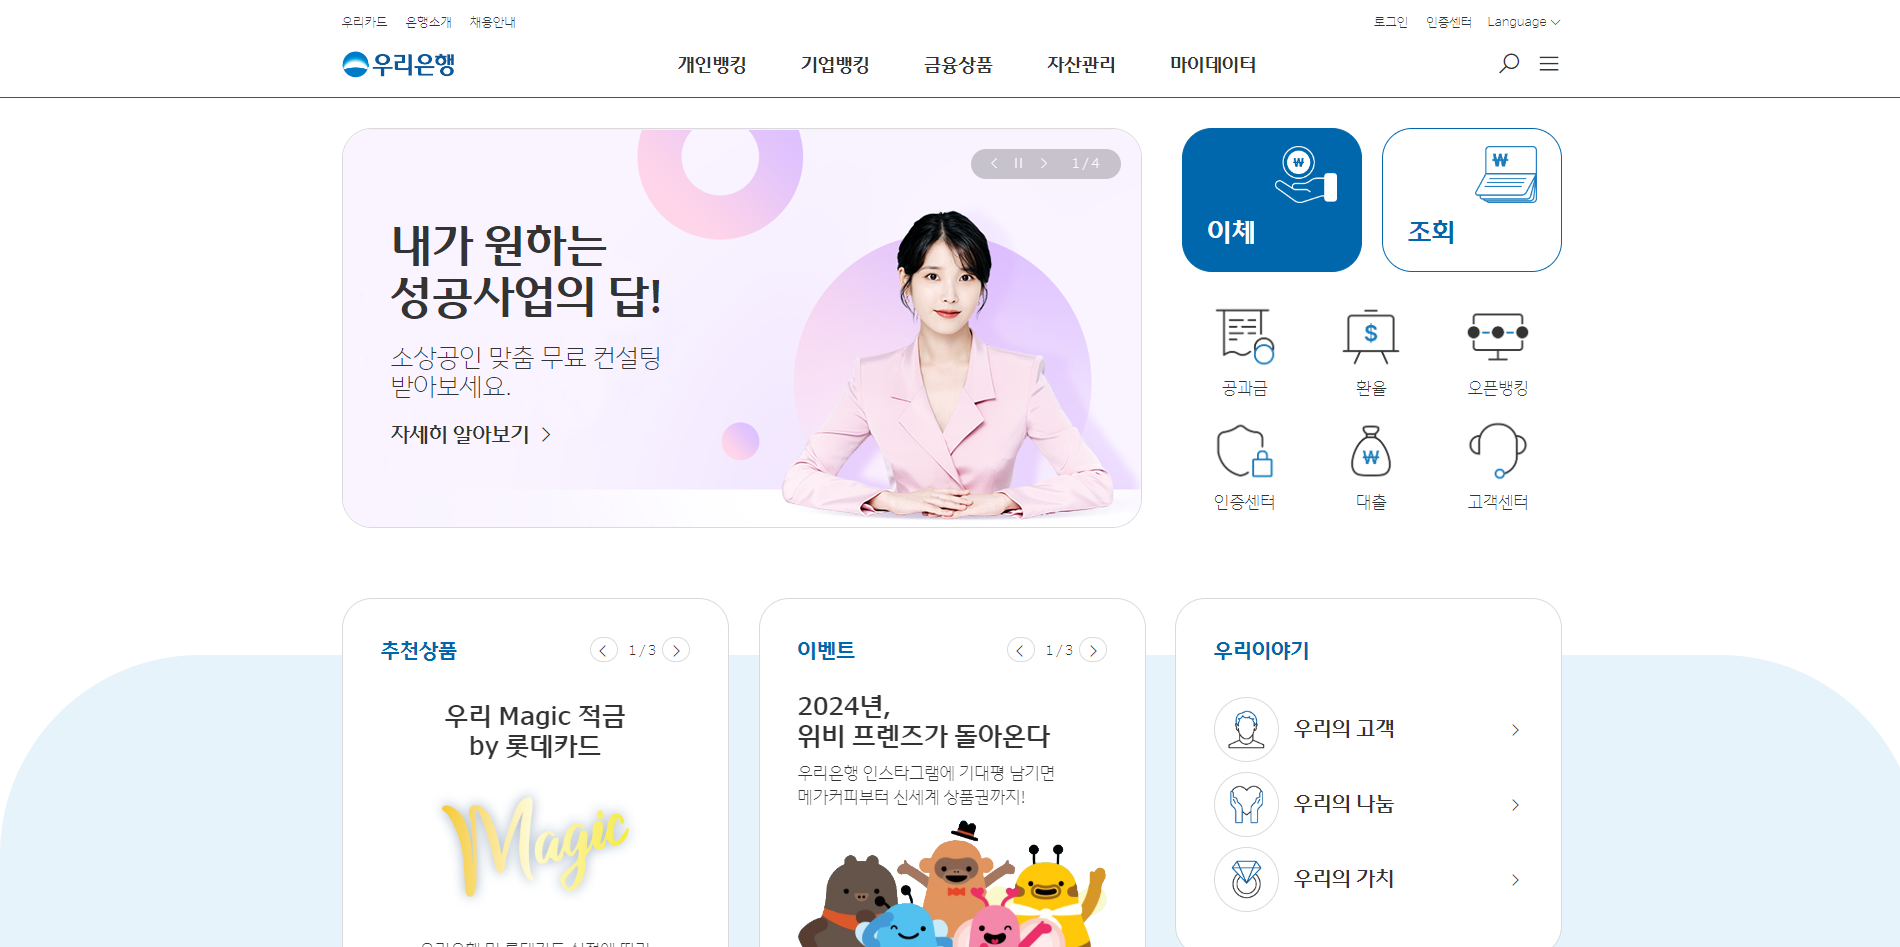 우리카드 은행소개 채용안내
로그인 인증센터 Language
우리은행
개인뱅킹 기업뱅킹 금융상품 자산관리 마이데이터
1 / 4
내가 원하는
성공사업의 답!
소상공인 맞춤 무료 컨설팅
받아보세요.
자세히 알아보기
이체
조회
공과금 환율 오픈뱅킹
인증센터 대출 고객센터
추천상품
1 / 3
우리 Magic 적금
by 롯데카드
Magic
이벤트
1 / 3
2024년,
위비 프렌즈가 돌아온다
우리은행 인스타그램에 기대평 남기면
메가커피부터 신세계 상품권까지!
우리이야기
우리의 고객
우리의 나눔
우리의 가치